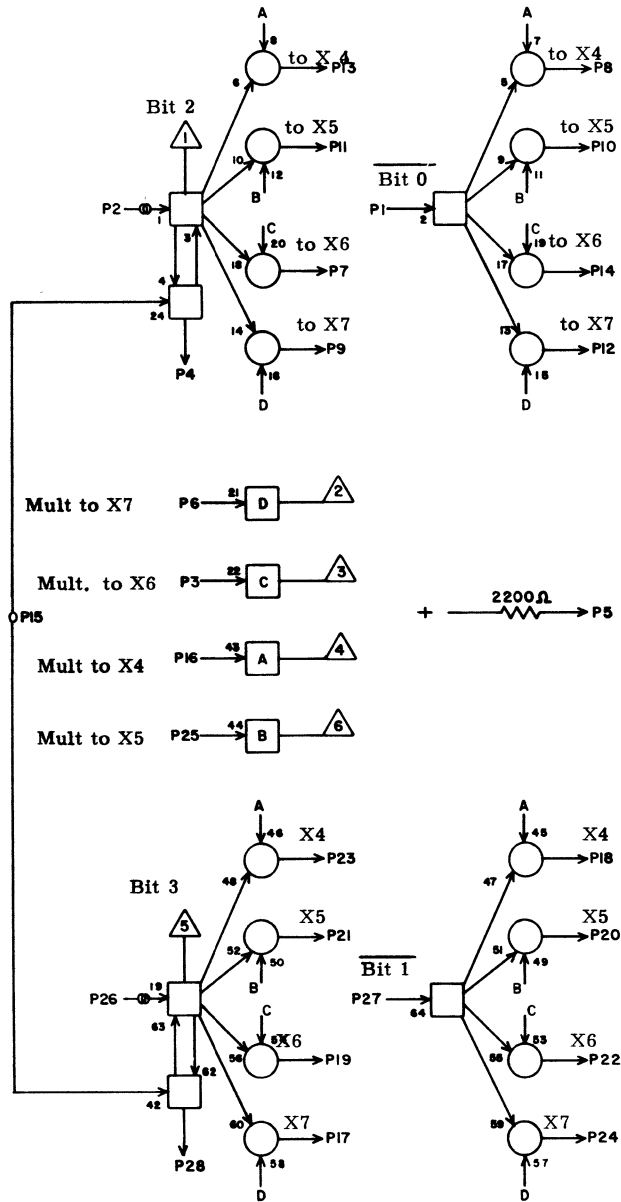 A
A
8
7
to X4
P13
to X4
P8
6
5
Bit 2
1
to X5
P11
to X5
P10
10
12
9
11
B
B
Bit 0
P2
1
P1
2
3
C
20
to X6
C
19
to X6
18
P7
17
P14
4
24
14
to X7
P9
13
to X7
P12
16
15
P4
D
D
Mult to X7
P6
21
D
2
Mult. to X6
P3
22
C
3
+
2200Ω
P5
P15
Mult to X4
P16
43
A
4
Mult to X5
P25
44
B
6
A
A
46
X4
45
X4
P23
P18
48
47
Bit 3
5
X5
P21
X5
P20
52
50
51
49
B
B
Bit 1
P26
19
P27
64
63
C
X6
C
53
X6
56
P19
55
P22
62
42
60
X7
P17
59
X7
P24
58
57
P28
D
D